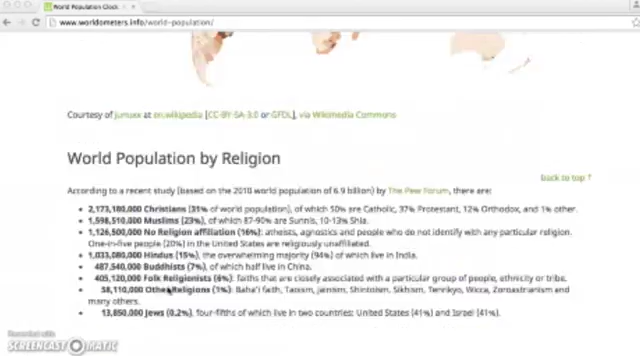 World Population Clock
www.worldometers.info/world-population/
Courtesy of Jumxx at en.wikipedia [CC-BY-SA-3.0 or GFDL], via Wikimedia Commons
World Population by Religion
back to top ↑
According to a recent study (based on the 2010 world population of 6.9 billion) by The Pew Forum, there are:
• 2,173,180,000 Christians (31% of world population), of which 50% are Catholic, 37% Protestant, 12% Orthodox, and 1% other.
• 1,598,510,000 Muslims (23%), of which 87-90% are Sunnis, 10-13% Shia.
• 1,126,500,000 No Religion affiliation (16%): atheists, agnostics and people who do not identify with any particular religion.
One-in-five people (20%) in the United States are religiously unaffiliated.
• 1,033,080,000 Hindus (15%), the overwhelming majority (94%) of which live in India.
• 487,540,000 Buddhists (7%), of which half live in China.
• 405,120,000 Folk Religionists (6%): faiths that are closely associated with a particular group of people, ethnicity or tribe.
• 58,110,000 Other Religions (1%): Baha'i faith, Taoism, Jainism, Shintoism, Sikhism, Tenrikyo, Wicca, Zoroastrianism and
many others.
• 13,850,000 Jews (0.2%), four-fifths of which live in two countries: United States (41%) and Israel (41%).
Recorded with
SCREENCAST-O-MATIC